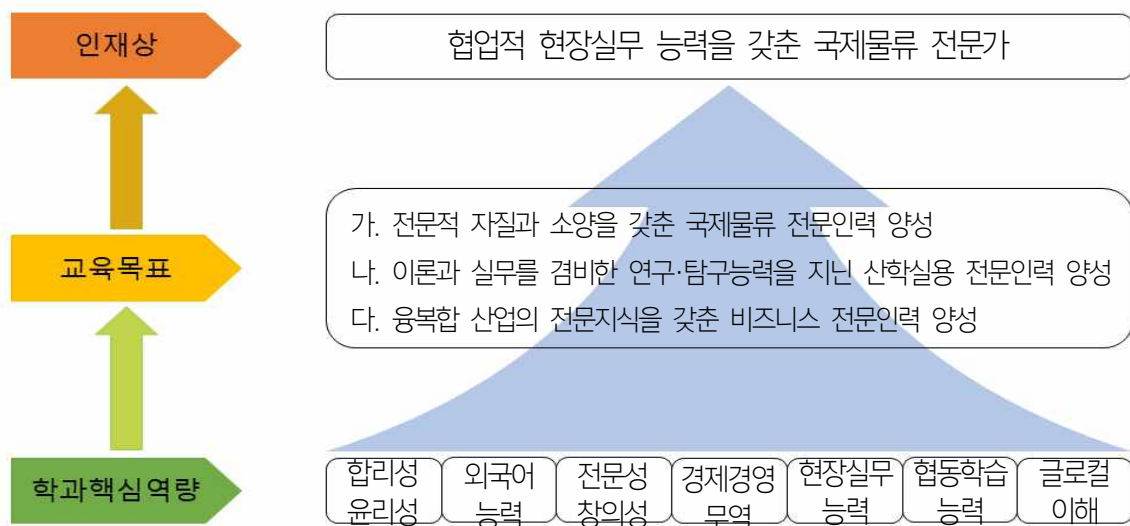 인재상
협업적 현장실무 능력을 갖춘 국제물류 전문가
교육목표
가. 전문적 자질과 소양을 갖춘 국제물류 전문인력 양성
나. 이론과 실무를 겸비한 연구·탐구능력을 지닌 산학실용 전문인력 양성
다. 융복합 산업의 전문지식을 갖춘 비즈니스 전문인력 양성
학과핵심역량
합리성
윤리성
외국어
능력
전문성
창의성
경제경영
무역
현장실무
능력
협동학습
능력
글로컬
이해